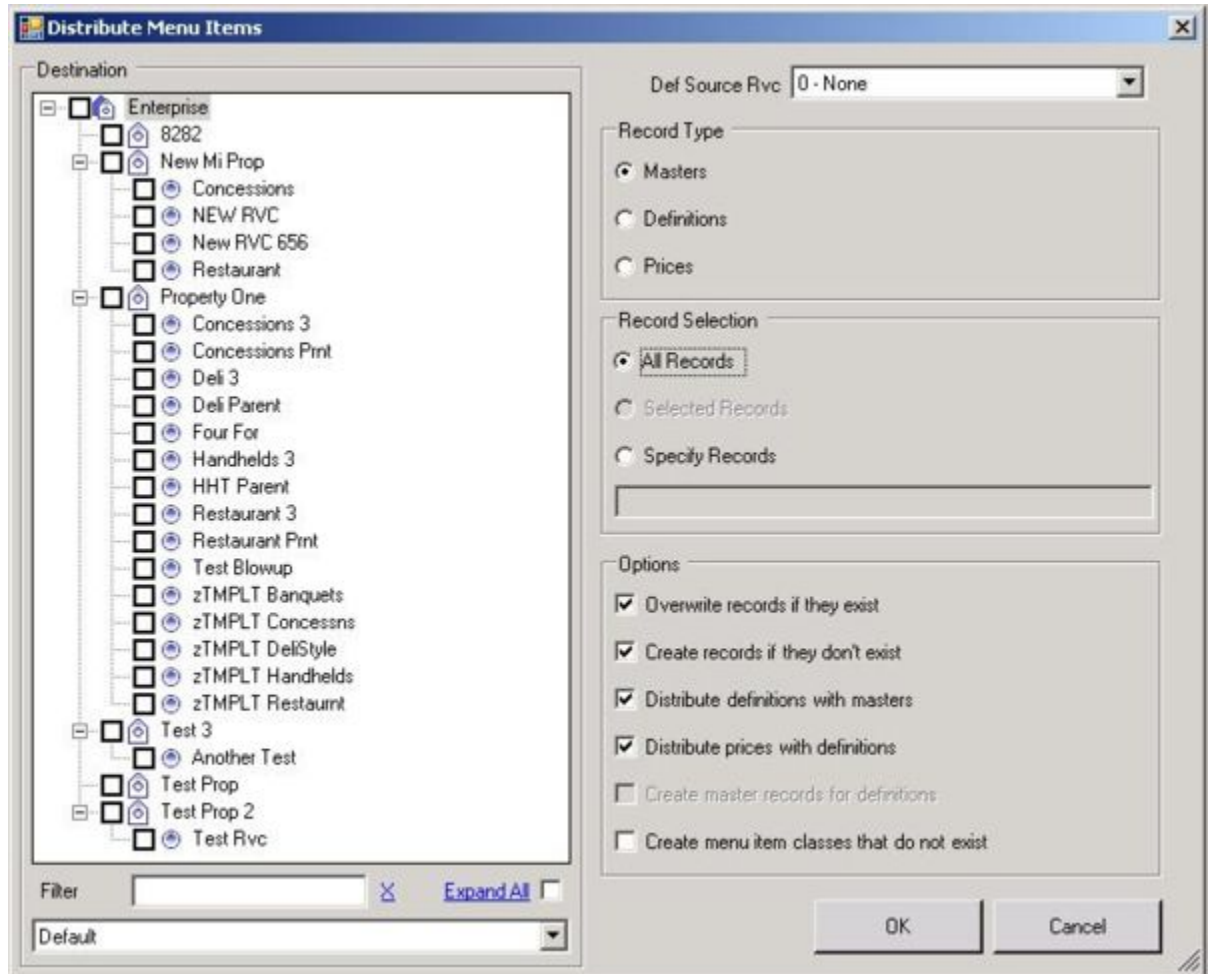 Distribute Menu Items
Destination
Enterprise
8282
New Mi Prop
Concessions
NEW RVC
New RVC 656
Restaurant
Property One
Concessions 3
Concessions Prnt
Deli 3
Deli Parent
Four For
Handhelds 3
HHT Parent
Restaurant 3
Restaurant Prnt
Test Blowup
zTMPLT Banquets
zTMPLT Concessns
zTMPLT DeliStyle
zTMPLT Handhelds
zTMPLT Restaurnt
Test 3
Another Test
Test Prop
Test Prop 2
Test Rvc
Filter X Expand All
Default
Def Source Rvc 0 - None
Record Type
Masters
Definitions
Prices
Record Selection
All Records
Selected Records
Specify Records
Options
Overwrite records if they exist
Create records if they don't exist
Distribute definitions with masters
Distribute prices with definitions
Create master records for definitions
Create menu item classes that do not exist
OK Cancel